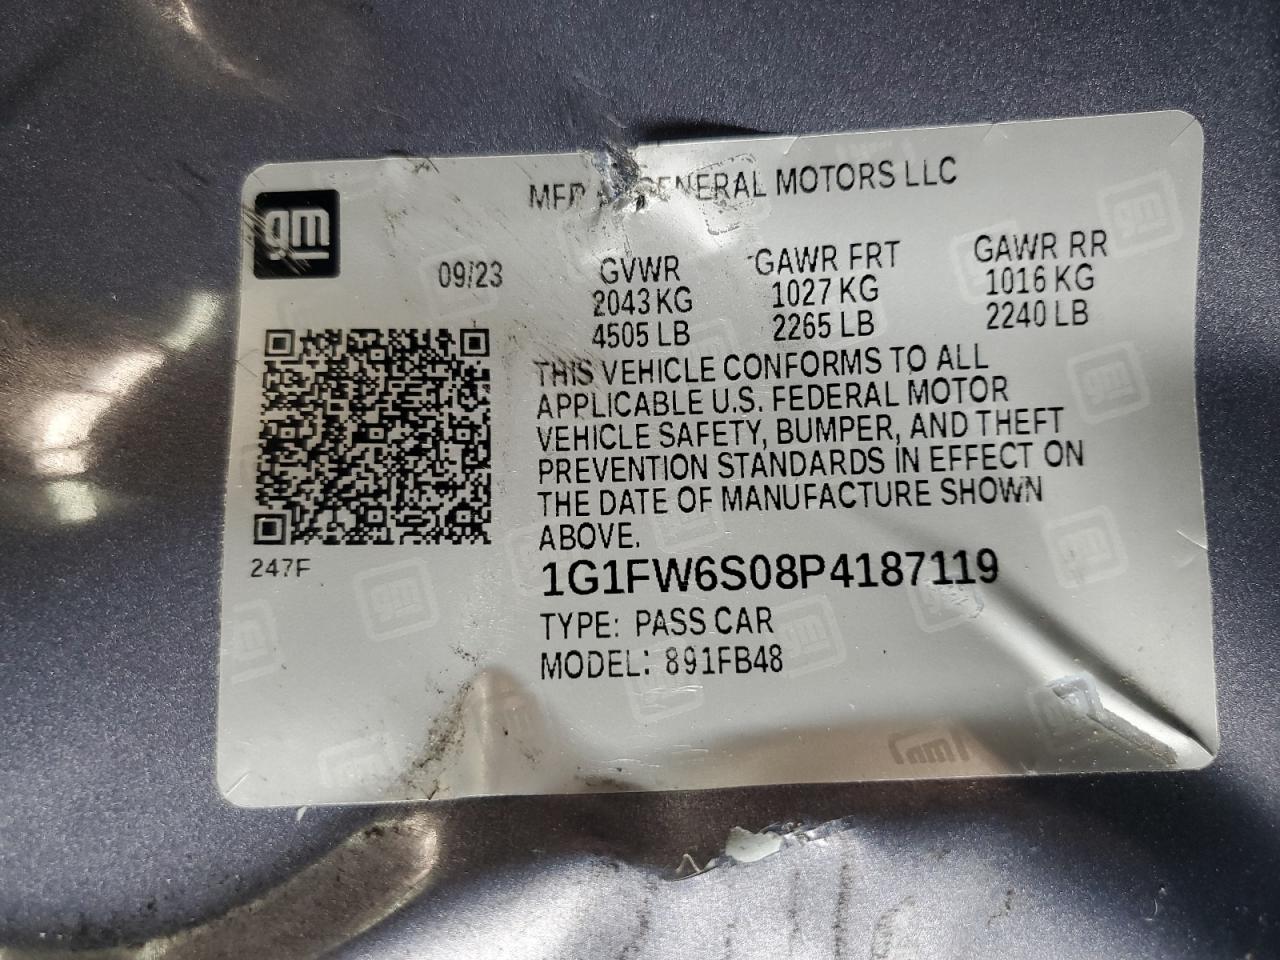 MFD BY GENERAL MOTORS LLC
gm
09/23
GVWR GAWR FRT GAWR RR
2043 KG 1027 KG 1016 KG
4505 LB 2265 LB 2240 LB
THIS VEHICLE CONFORMS TO ALL
APPLICABLE U.S. FEDERAL MOTOR
VEHICLE SAFETY, BUMPER, AND THEFT
PREVENTION STANDARDS IN EFFECT ON
THE DATE OF MANUFACTURE SHOWN
ABOVE.
247F
1G1FW6S08P4187119
TYPE: PASS CAR
MODEL: 891FB48